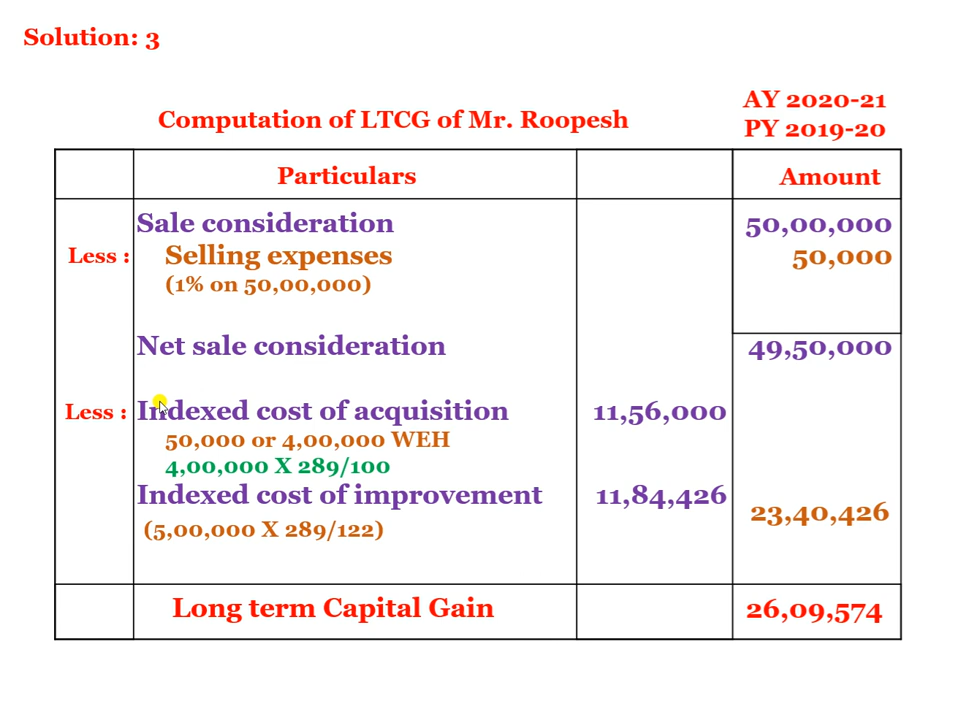 Solution: 3
Computation of LTCG of Mr. Roopesh
AY 2020-21
PY 2019-20
Particulars Amount
Sale consideration 50,00,000
Less : Selling expenses 50,000
(1% on 50,00,000)
Net sale consideration 49,50,000
Less : Indexed cost of acquisition 11,56,000
50,000 or 4,00,000 WEH
4,00,000 X 289/100
Indexed cost of improvement 11,84,426 23,40,426
(5,00,000 X 289/122)
Long term Capital Gain 26,09,574